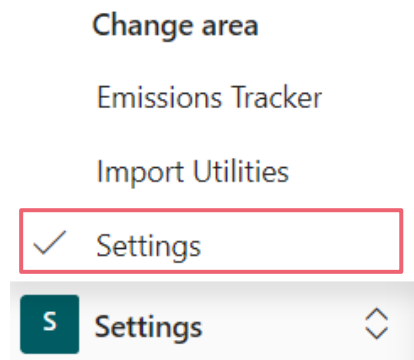 Change area
Emissions Tracker
Import Utilities
Settings
S Settings